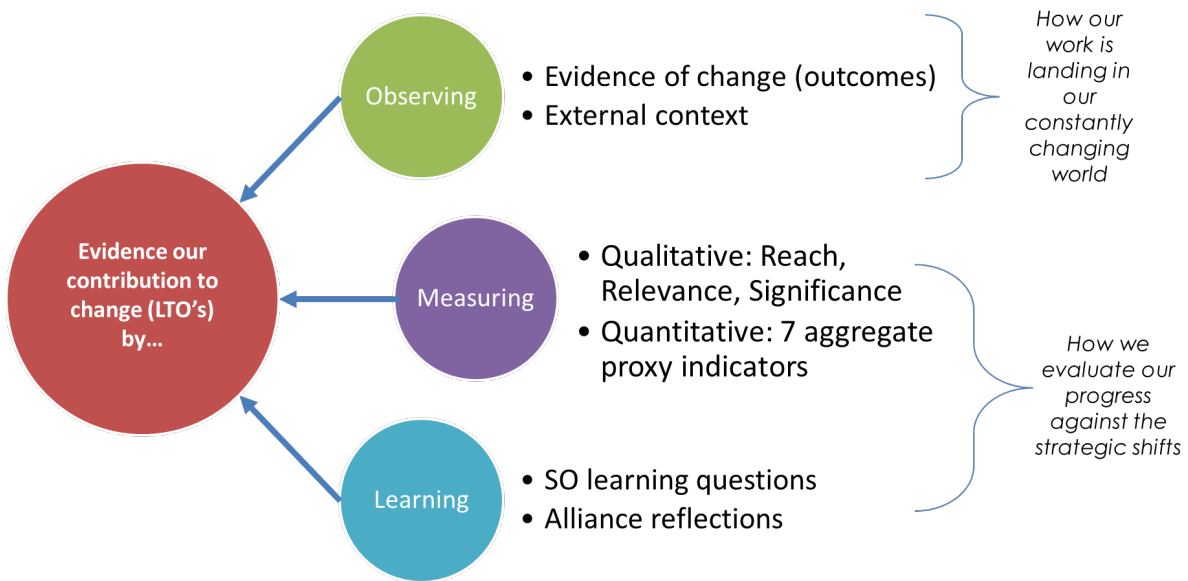 Observing
• Evidence of change (outcomes)
• External context
How our
work is
landing in
our
constantly
changing
world
Evidence our
contribution to
change (LTO’s)
by…
Measuring
• Qualitative: Reach,
Relevance, Significance
• Quantitative: 7 aggregate
proxy indicators
How we
evaluate our
progress
against the
strategic shifts
Learning
• SO learning questions
• Alliance reflections